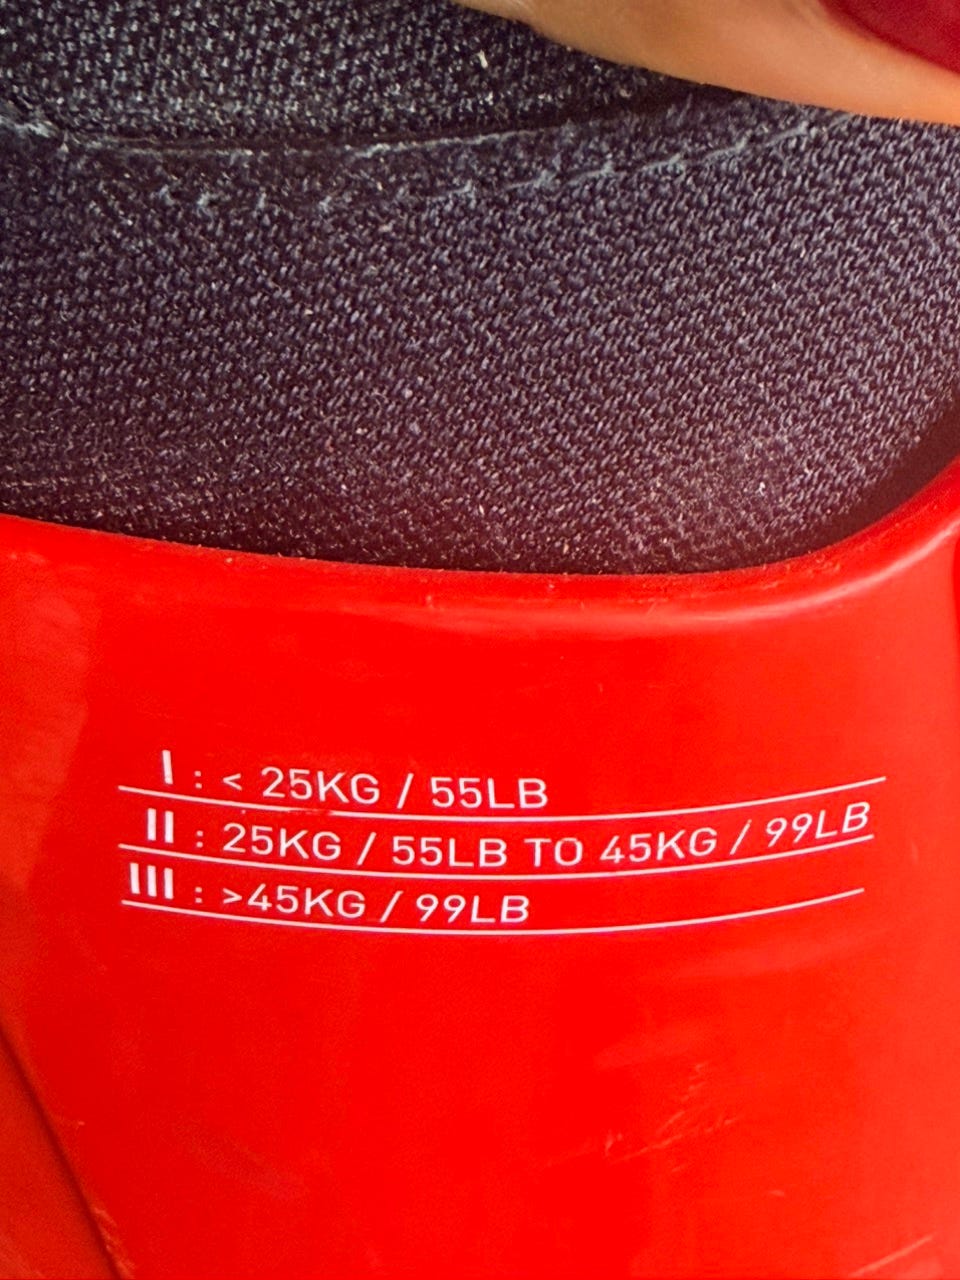 I : < 25KG / 55LB
II : 25KG / 55LB TO 45KG / 99LB
III : >45KG / 99LB